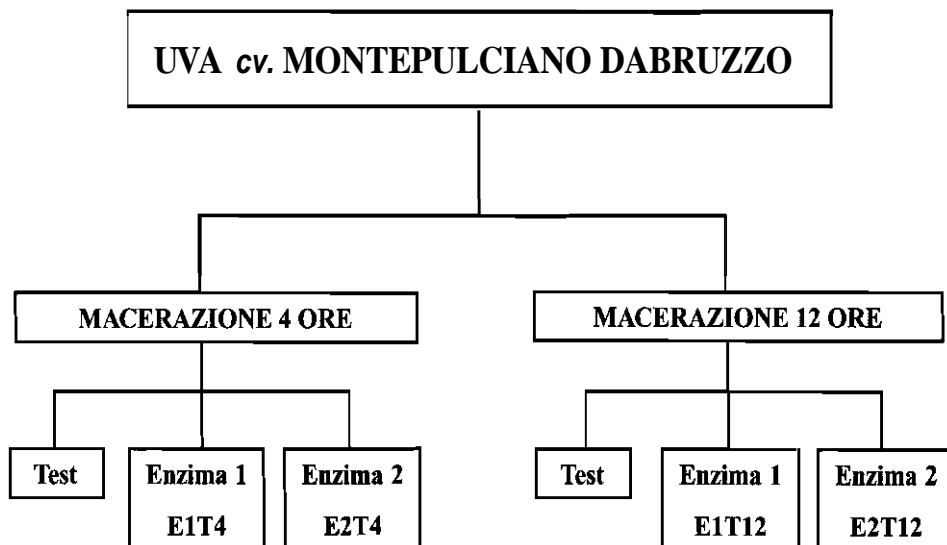 UVA cv. MONTEPULCIANO DABRUZZO
MACERAZIONE 4 ORE
MACERAZIONE 12 ORE
Test
Enzima 1
E1T4
Enzima 2
E2T4
Test
Enzima 1
E1T12
Enzima 2
E2T12